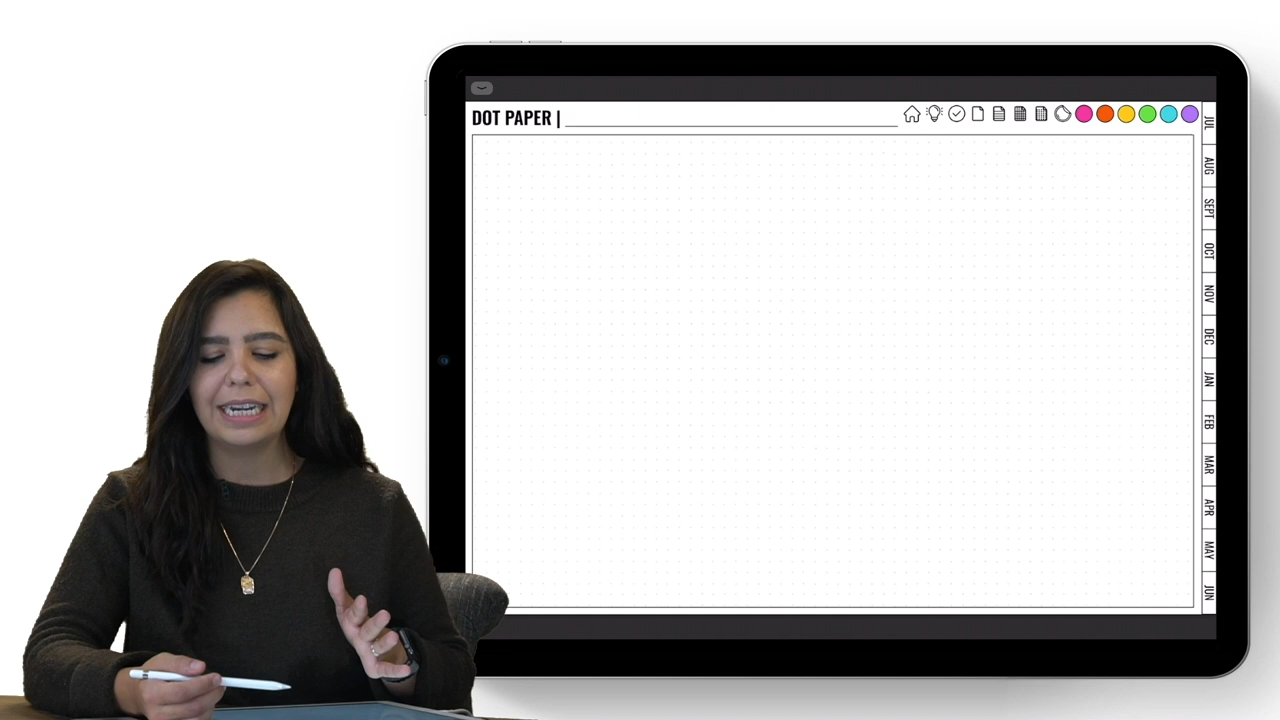 DOT PAPER |
JUL
AUG
SEPT
OCT
NOV
DEC
JAN
FEB
MAR
APR
MAY
JUN